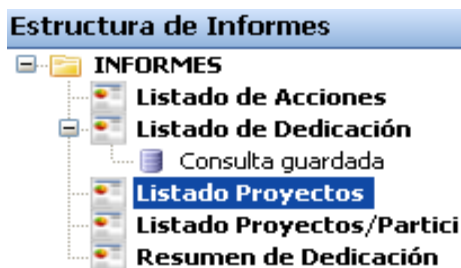 Estructura de Informes
INFORMES
Listado de Acciones
Listado de Dedicación
Consulta guardada
Listado Proyectos
Listado Proyectos/Partici
Resumen de Dedicación